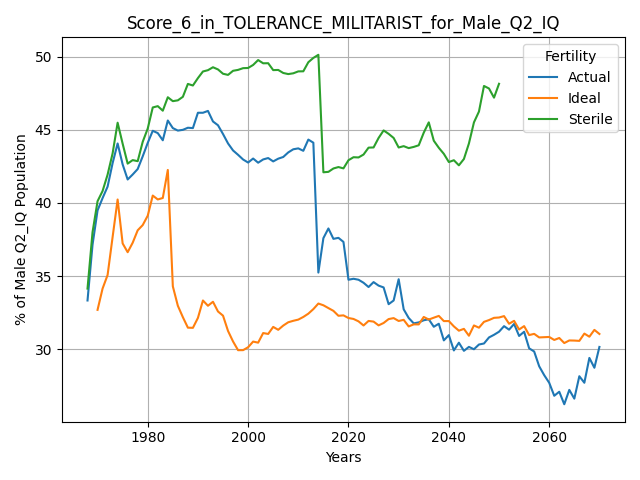 Score_6_in_TOLERANCE_MILITARIST_for_Male_Q2_IQ
% of Male Q2_IQ Population
50
45
40
35
30
1980
2000
2020
2040
2060
Years
Fertility
Actual
Ideal
Sterile